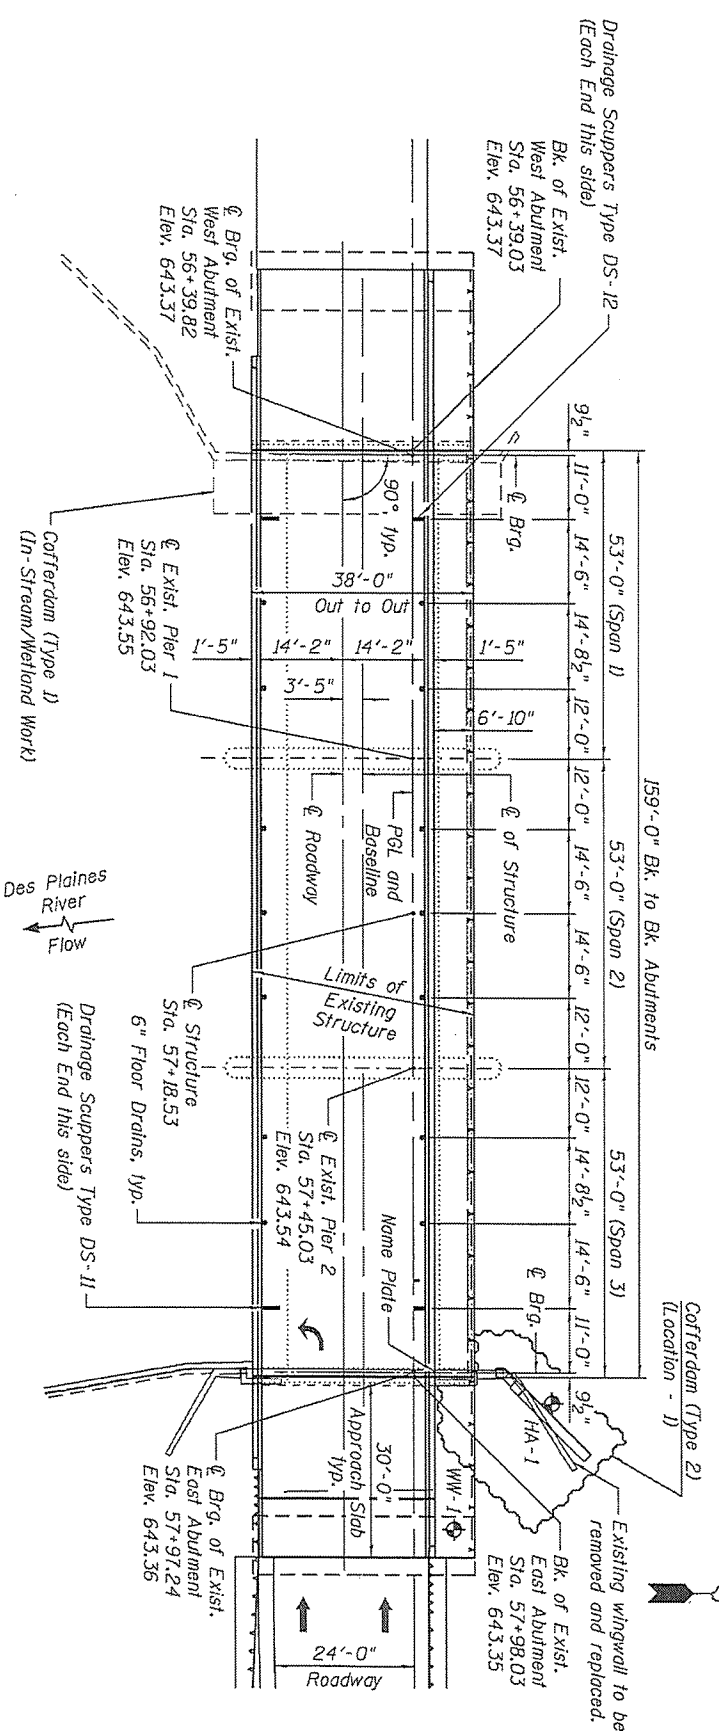 Drainage Scuppers Type DS-12
(Each End this side)
Bk. of Exist.
West Abutment
Sta. 56+39.03
Elev. 643.37
℄ Brg. of Exist.
West Abutment
Sta. 56+39.82
Elev. 643.37
Cofferdam (Type 1)
(In-Stream/Wetland Work)
90° typ.
℄ Brg.
159'-0" Bk. to Bk. Abutments
53'-0" (Span 1)
53'-0" (Span 2)
53'-0" (Span 3)
9½"
11'-0"
14'-6"
14'-8½"
12'-0"
12'-0"
14'-6"
14'-6"
12'-0"
12'-0"
14'-8½"
14'-6"
11'-0"
9½"
38'-0"
Out to Out
1'-5"
14'-2"
14'-2"
1'-5"
3'-5"
6'-10"
℄ Exist. Pier 1
Sta. 56+92.03
Elev. 643.55
℄ Roadway
PGL and
Baseline
℄ of Structure
Des Plaines
River
Flow
Limits of
Existing
Structure
℄ Structure
Sta. 57+18.53
6" Floor Drains, typ.
Drainage Scuppers Type DS-11
(Each End this side)
℄ Exist. Pier 2
Sta. 57+45.03
Elev. 643.54
Name Plate
℄ Brg.
Cofferdam (Type 2)
(Location - 1)
HA-1
WW-1
Existing wingwall to be
removed and replaced.
Bk. of Exist.
East Abutment
Sta. 57+98.03
Elev. 643.35
℄ Brg. of Exist.
East Abutment
Sta. 57+97.24
Elev. 643.36
30'-0"
Approach Slab
typ.
24'-0"
Roadway